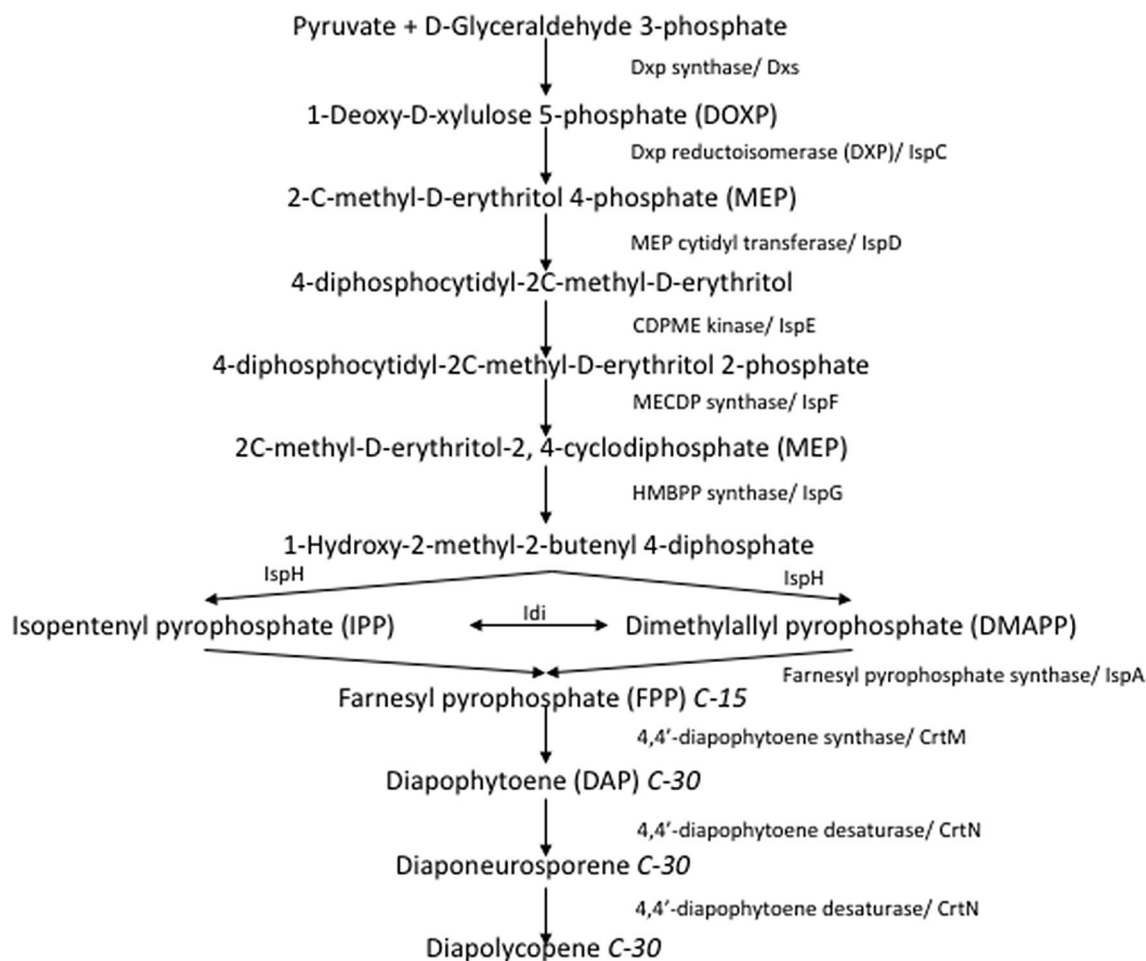 Pyruvate + D-Glyceraldehyde 3-phosphate
Dxp synthase/ Dxs
1-Deoxy-D-xylulose 5-phosphate (DOXP)
Dxp reductoisomerase (DXP)/ IspC
2-C-methyl-D-erythritol 4-phosphate (MEP)
MEP cytidyl transferase/ IspD
4-diphosphocytidyl-2C-methyl-D-erythritol
CDPME kinase/ IspE
4-diphosphocytidyl-2C-methyl-D-erythritol 2-phosphate
MECDP synthase/ IspF
2C-methyl-D-erythritol-2, 4-cyclodiphosphate (MEP)
HMBPP synthase/ IspG
1-Hydroxy-2-methyl-2-butenyl 4-diphosphate
IspH IspH
Isopentenyl pyrophosphate (IPP) Idi Dimethylallyl pyrophosphate (DMAPP)
Farnesyl pyrophosphate synthase/ IspA
Farnesyl pyrophosphate (FPP) C-15
4,4'-diapophytoene synthase/ CrtM
Diapophytoene (DAP) C-30
4,4'-diapophytoene desaturase/ CrtN
Diaponeurosporene C-30
4,4'-diapophytoene desaturase/ CrtN
Diapolycopene C-30